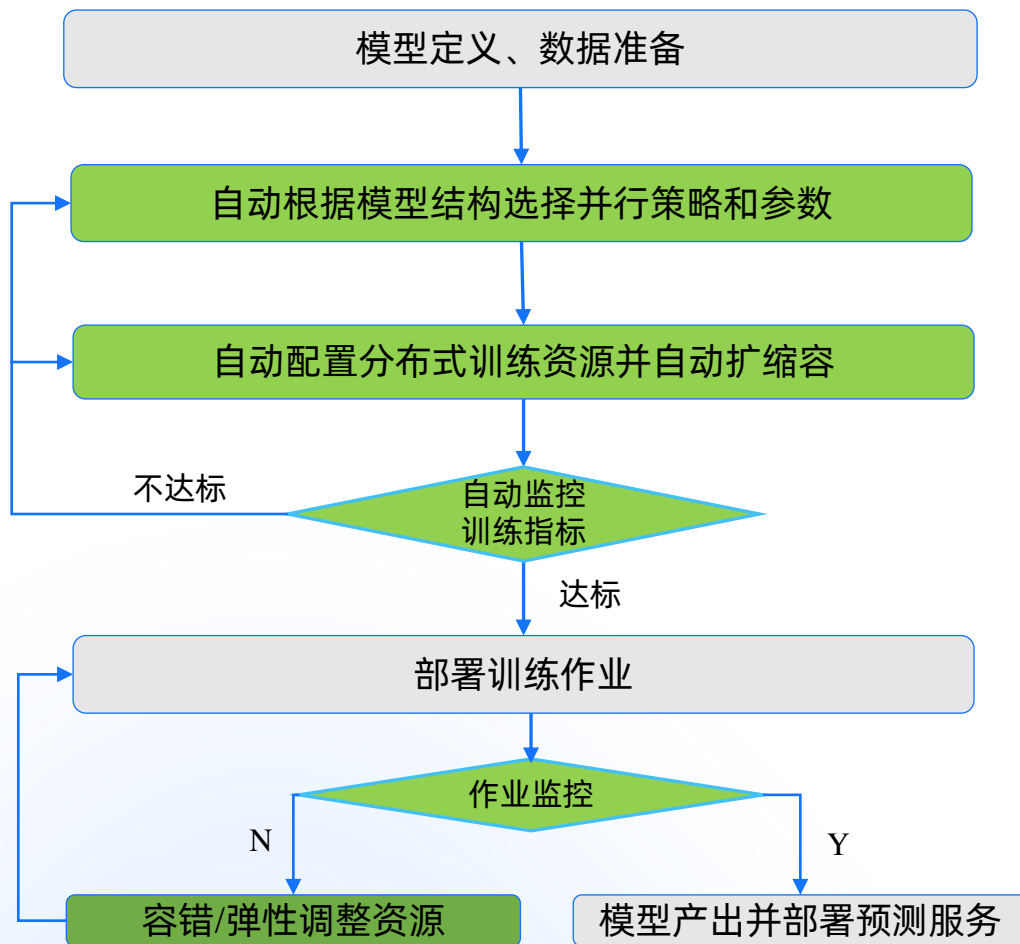 模型定义、数据准备
自动根据模型结构选择并行策略和参数
自动配置分布式训练资源并自动扩缩容
不达标
自动监控
训练指标
达标
部署训练作业
作业监控
N
Y
容错/弹性调整资源
模型产出并部署预测服务